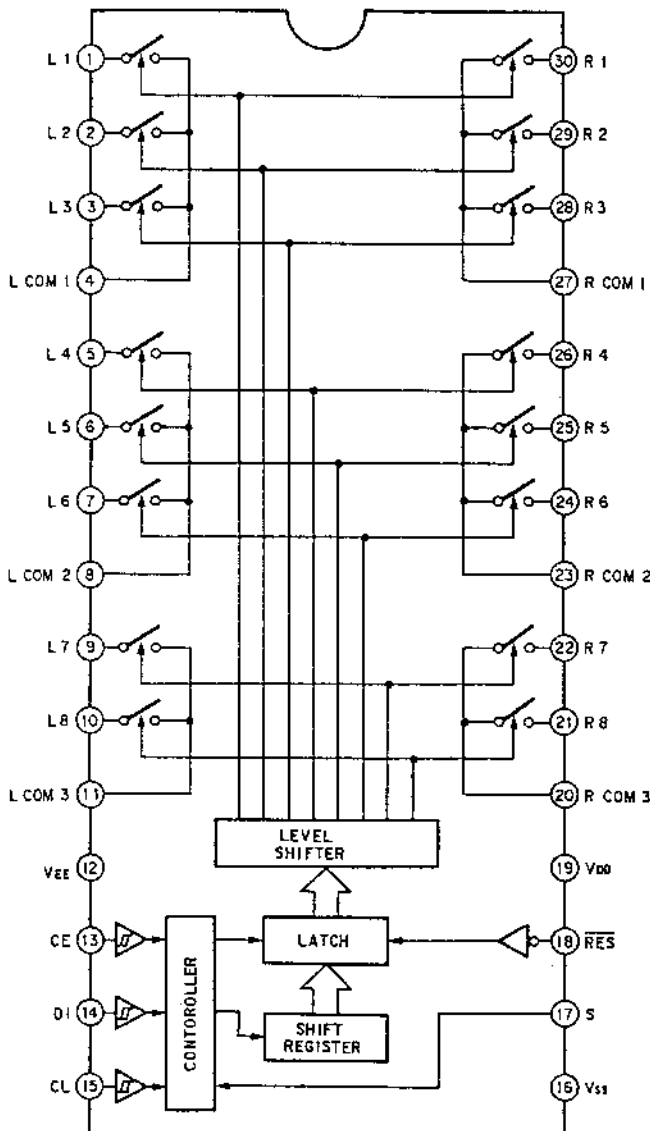 L 1 1 30 R 1
L 2 2 29 R 2
L 3 3 28 R 3
L COM 1 4 27 R COM 1
L 4 5 26 R 4
L 5 6 25 R 5
L 6 7 24 R 6
L COM 2 8 23 R COM 2
L 7 9 22 R 7
L 8 10 21 R 8
L COM 3 11 20 R COM 3
LEVEL
SHIFTER
VEE 12 19 VDD
CE 13 LATCH 18 RES
CONTOROLLER
DI 14 17 S
SHIFT
REGISTER
CL 15 16 VSS